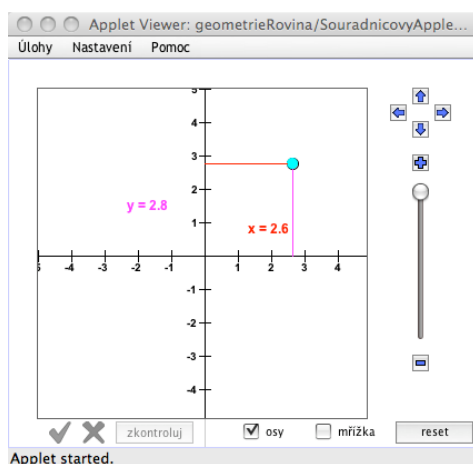 Applet Viewer: geometrieRovina/SouradnicovyApple...
Úlohy Nastavení Pomoc
5
4
3
2
1
y = 2.8
x = 2.6
5 -4 -3 -2 -1 1 2 3 4
-1
-2
-3
-4
zkontroluj osy mřížka reset
Applet started.